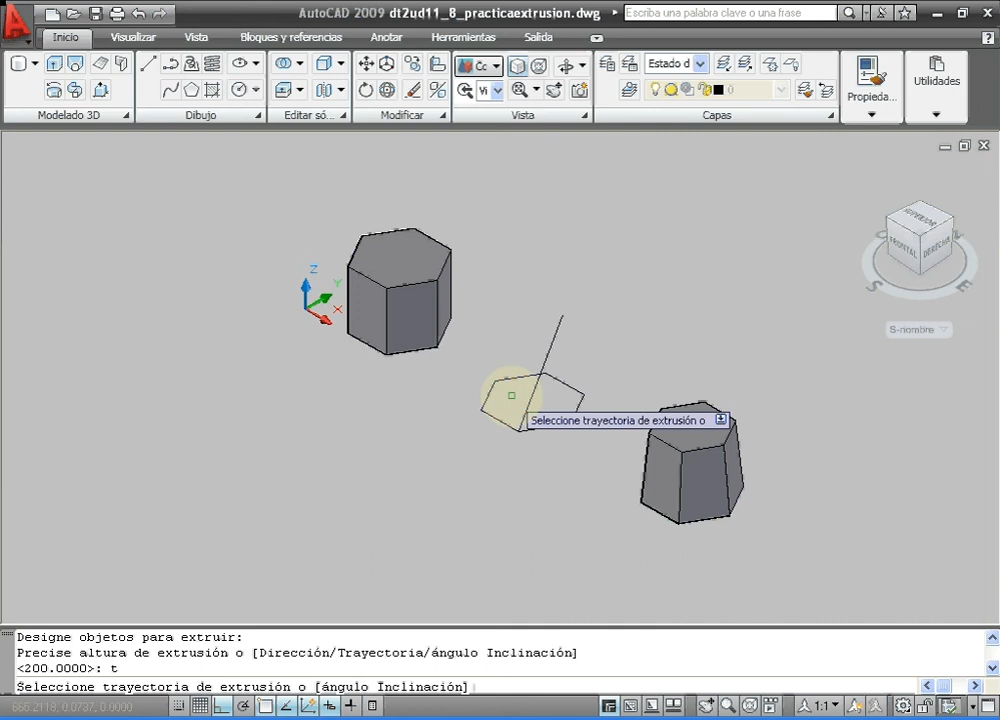 AutoCAD 2009 dt2ud11_8_practicaextrusion.dwg
Escriba una palabra clave o una frase
Inicio Visualizar Vista Bloques y referencias Anotar Herramientas Salida
Cc Estado d
Vi 0
Propieda... Utilidades
Modelado 3D Dibujo Editar só... Modificar Vista Capas
SUPERIOR
FRONTAL DERECHA
S E
Z
Y
X
S-nombre
Seleccione trayectoria de extrusión o
Designe objetos para extruir:
Precise altura de extrusión o [Dirección/Trayectoria/ángulo Inclinación]
<200.0000>: t
Seleccione trayectoria de extrusión o [ángulo Inclinación]
666.2118, 0.0737, 0.0000 1:1